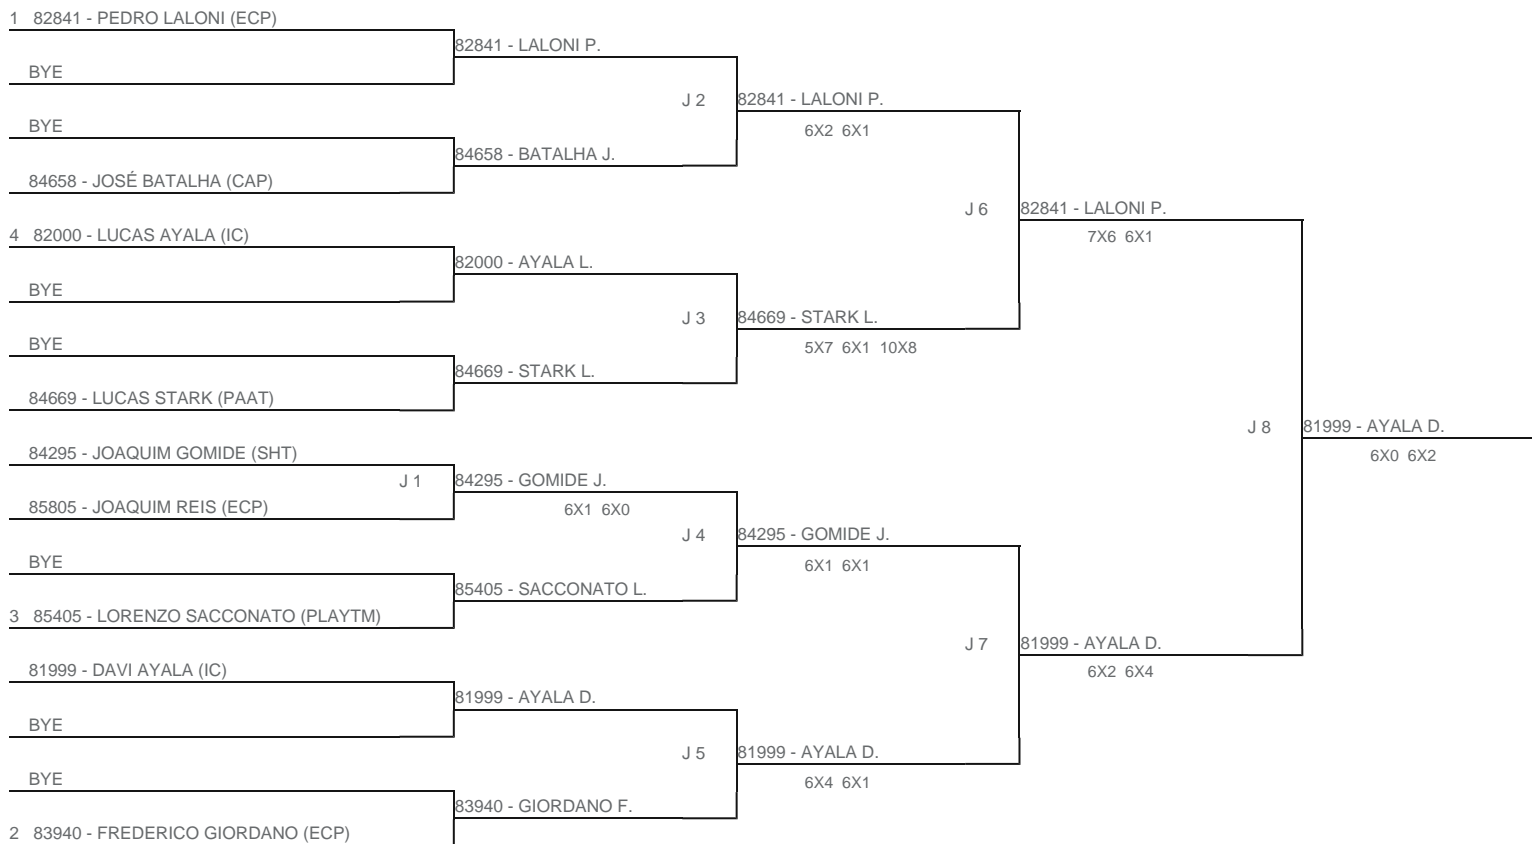 1 82841 - PEDRO LALONI (ECP)
82841 - LALONI P.
BYE
J 2
82841 - LALONI P.
6X2 6X1
BYE
84658 - BATALHA J.
84658 - JOSÉ BATALHA (CAP)
J 6
82841 - LALONI P.
7X6 6X1
4 82000 - LUCAS AYALA (IC)
82000 - AYALA L.
BYE
J 3
84669 - STARK L.
5X7 6X1 10X8
BYE
84669 - STARK L.
84669 - LUCAS STARK (PAAT)
J 8
81999 - AYALA D.
6X0 6X2
84295 - JOAQUIM GOMIDE (SHT)
J 1
84295 - GOMIDE J.
6X1 6X0
85805 - JOAQUIM REIS (ECP)
J 4
84295 - GOMIDE J.
6X1 6X1
BYE
85405 - SACCONATO L.
3 85405 - LORENZO SACCONATO (PLAYTM)
J 7
81999 - AYALA D.
6X2 6X4
81999 - DAVI AYALA (IC)
81999 - AYALA D.
BYE
J 5
81999 - AYALA D.
6X4 6X1
BYE
83940 - GIORDANO F.
2 83940 - FREDERICO GIORDANO (ECP)